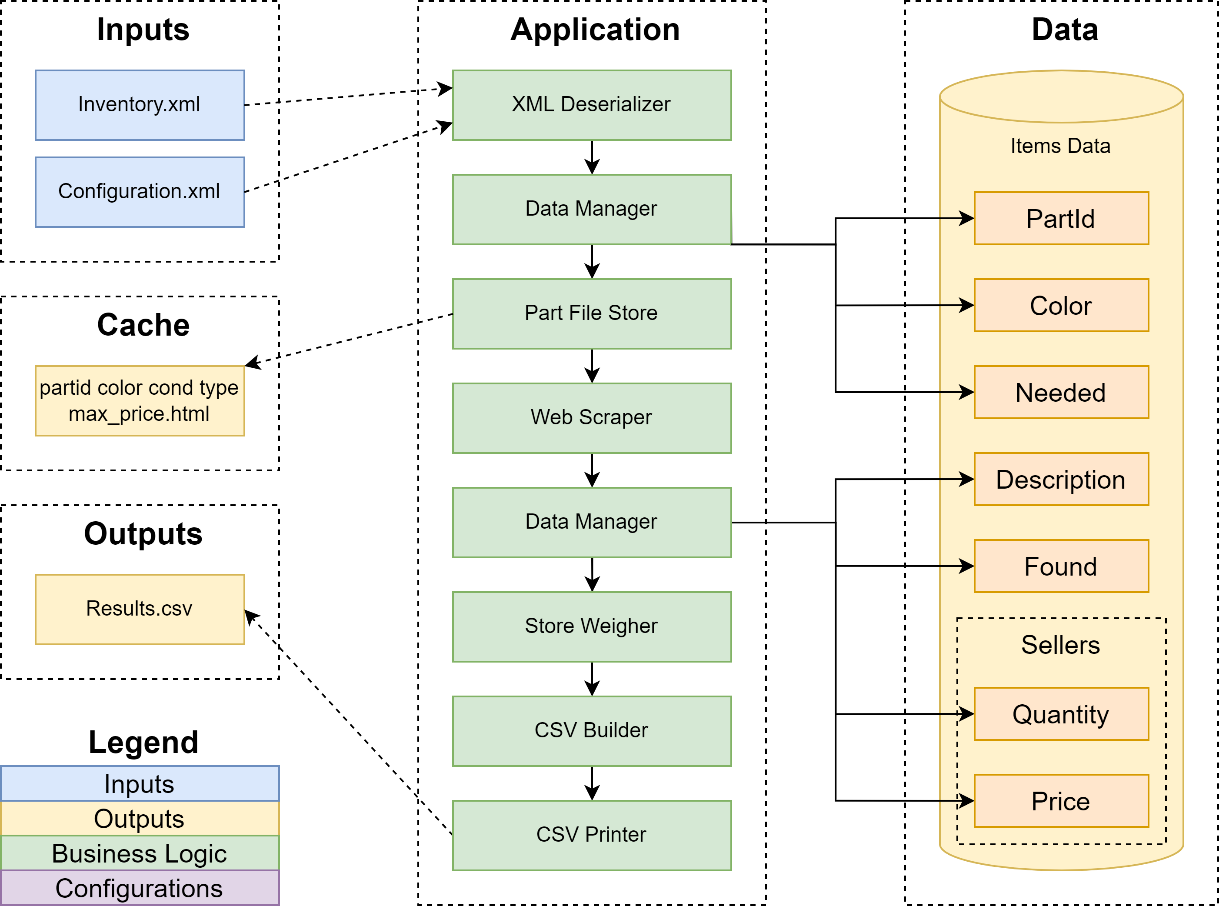 Inputs
Inventory.xml
Configuration.xml
Cache
partid color cond type
max_price.html
Outputs
Results.csv
Legend
Inputs
Outputs
Business Logic
Configurations
Application
XML Deserializer
Data Manager
Part File Store
Web Scraper
Data Manager
Store Weigher
CSV Builder
CSV Printer
Data
Items Data
PartId
Color
Needed
Description
Found
Sellers
Quantity
Price